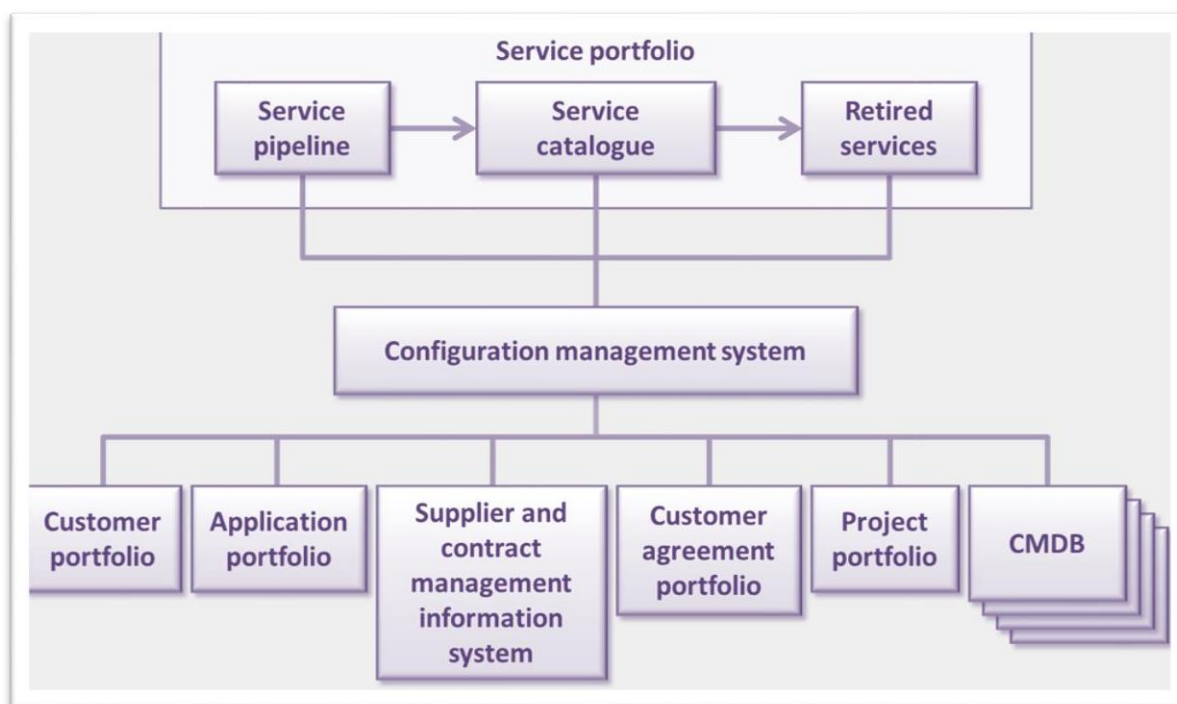 Service portfolio
Service
pipeline
Service
catalogue
Retired
services
Configuration management system
Customer
portfolio
Application
portfolio
Supplier and
contract
management
information
system
Customer
agreement
portfolio
Project
portfolio
CMDB